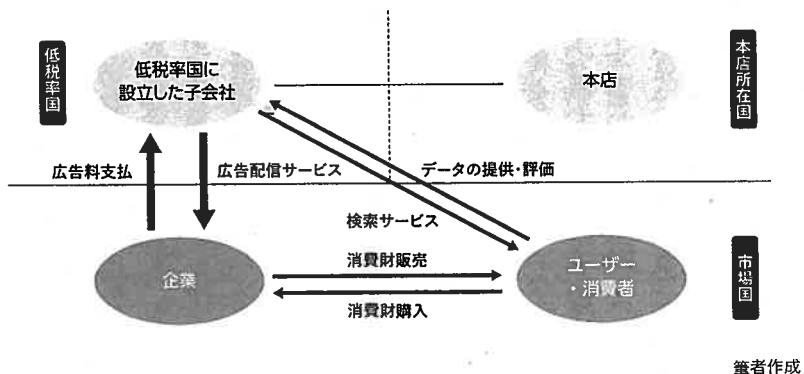 低税率国
低税率国に
設立した子会社
本店
本店所在国
広告料支払
広告配信サービス
データの提供・評価
検索サービス
企業
消費財販売
消費財購入
ユーザー
・消費者
市場国
筆者作成